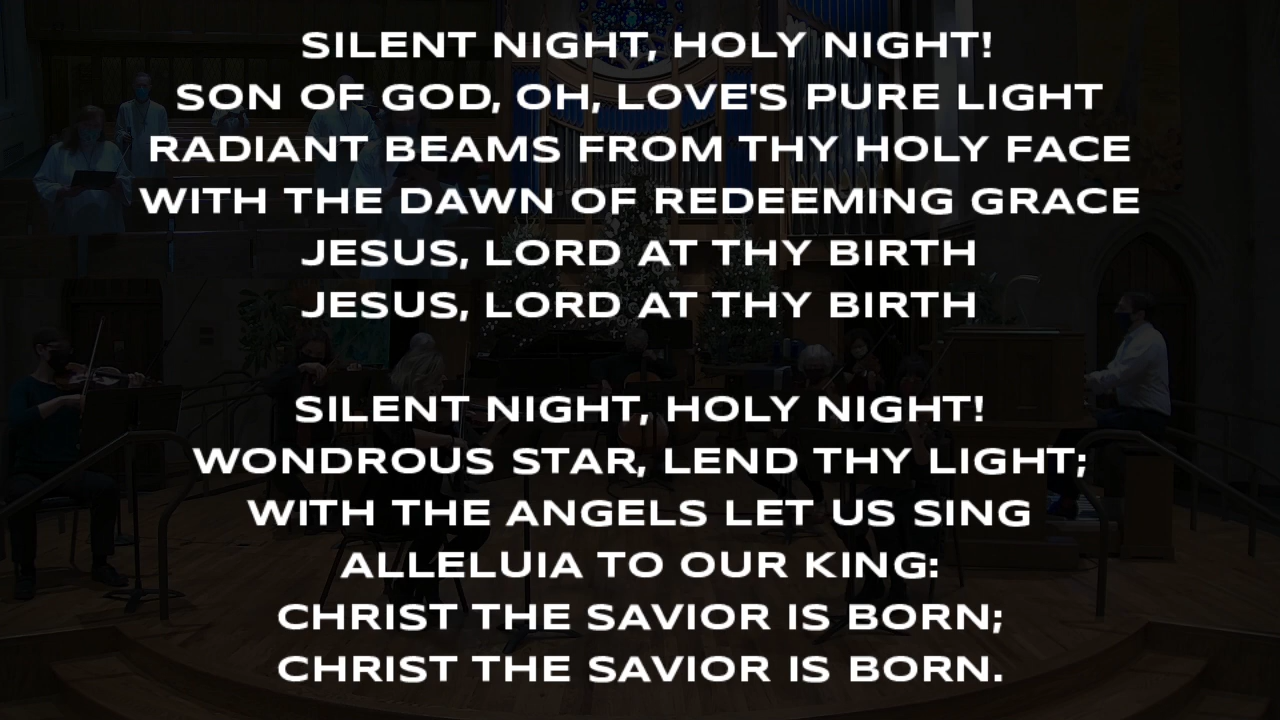 SILENT NIGHT, HOLY NIGHT!
SON OF GOD, OH, LOVE'S PURE LIGHT
RADIANT BEAMS FROM THY HOLY FACE
WITH THE DAWN OF REDEEMING GRACE
JESUS, LORD AT THY BIRTH
JESUS, LORD AT THY BIRTH
SILENT NIGHT, HOLY NIGHT!
WONDROUS STAR, LEND THY LIGHT;
WITH THE ANGELS LET US SING
ALLELUIA TO OUR KING:
CHRIST THE SAVIOR IS BORN;
CHRIST THE SAVIOR IS BORN.